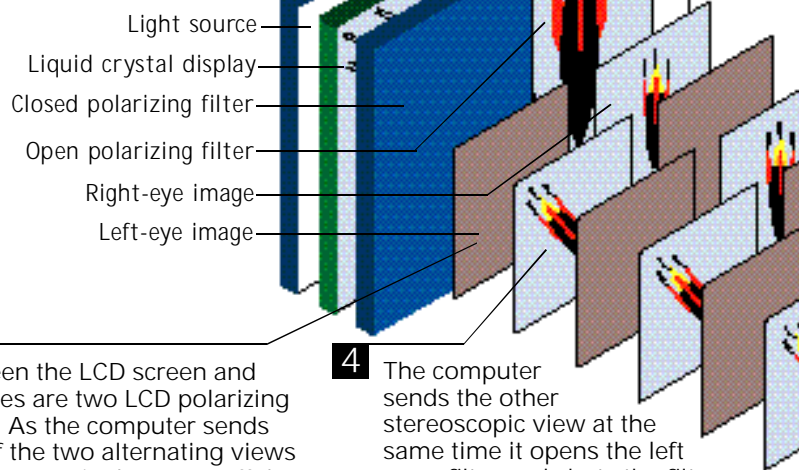 Light source
Liquid crystal display
Closed polarizing filter
Open polarizing filter
Right-eye image
Left-eye image
een the LCD screen and
es are two LCD polarizing
As the computer sends
f the two alternating views
4
The computer
sends the other
stereoscopic view at the
same time it opens the left